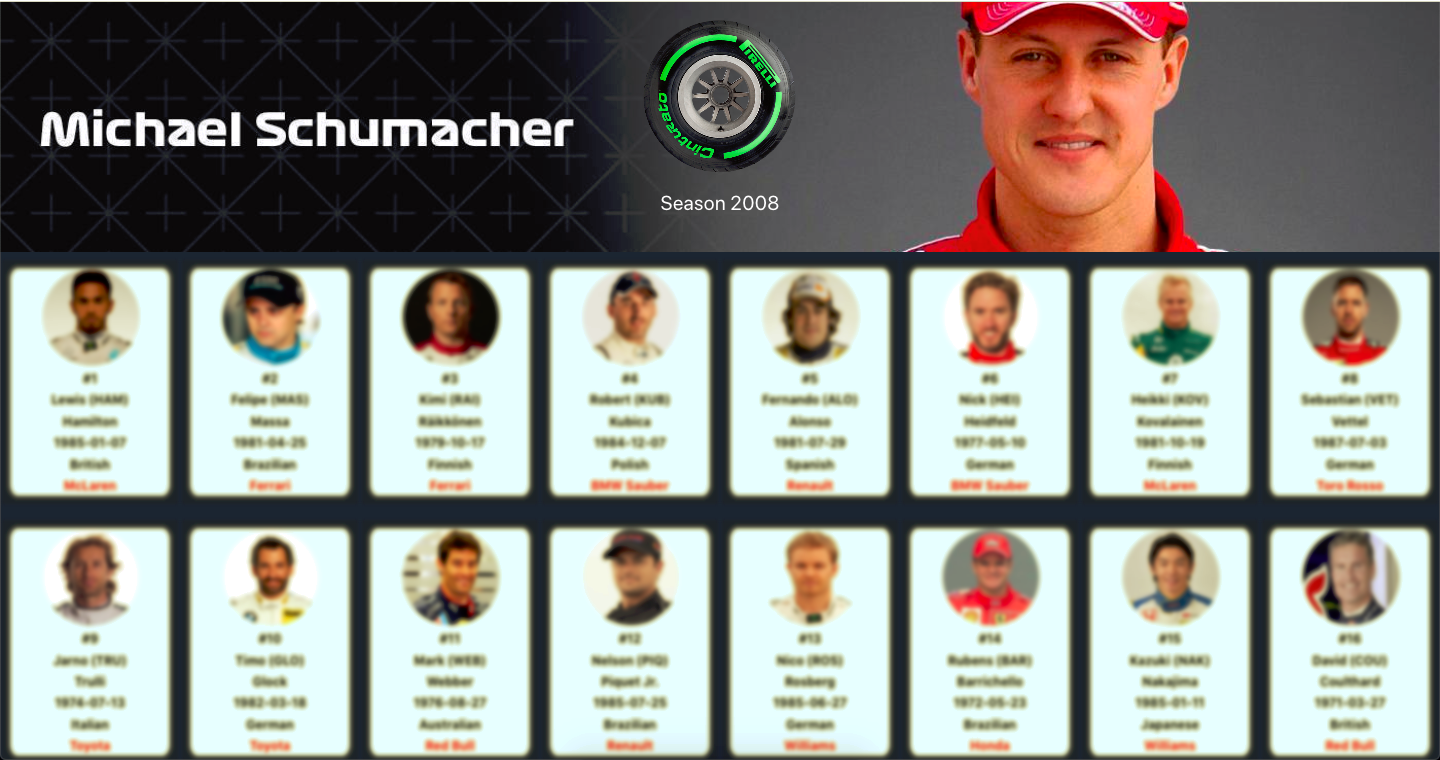 Michael Schumacher
PIRELLI
Cinturato
Season 2008
#1
Lewis (HAM)
Hamilton
1985-01-07
British
McLaren
#2
Felipe (MAS)
Massa
1981-04-25
Brazilian
Ferrari
#3
Kimi (RAI)
Räikkönen
1979-10-17
Finnish
Ferrari
#4
Robert (KUB)
Kubica
1984-12-07
Polish
BMW Sauber
#5
Fernando (ALO)
Alonso
1981-07-29
Spanish
Renault
#6
Nick (HEI)
Heidfeld
1977-05-10
German
BMW Sauber
#7
Heikki (KOV)
Kovalainen
1981-10-19
Finnish
McLaren
#8
Sebastian (VET)
Vettel
1987-07-03
German
Toro Rosso
#9
Jarno (TRU)
Trulli
1974-07-13
Italian
Toyota
#10
Timo (GLO)
Glock
1982-03-18
German
Toyota
#11
Mark (WEB)
Webber
1976-08-27
Australian
Red Bull
#12
Nelson (PIQ)
Piquet Jr.
1985-07-25
Brazilian
Renault
#13
Nico (ROS)
Rosberg
1985-06-27
German
Williams
#14
Rubens (BAR)
Barrichello
1972-05-23
Brazilian
Honda
#15
Kazuki (NAK)
Nakajima
1985-01-11
Japanese
Williams
#16
David (COU)
Coulthard
1971-03-27
British
Red Bull